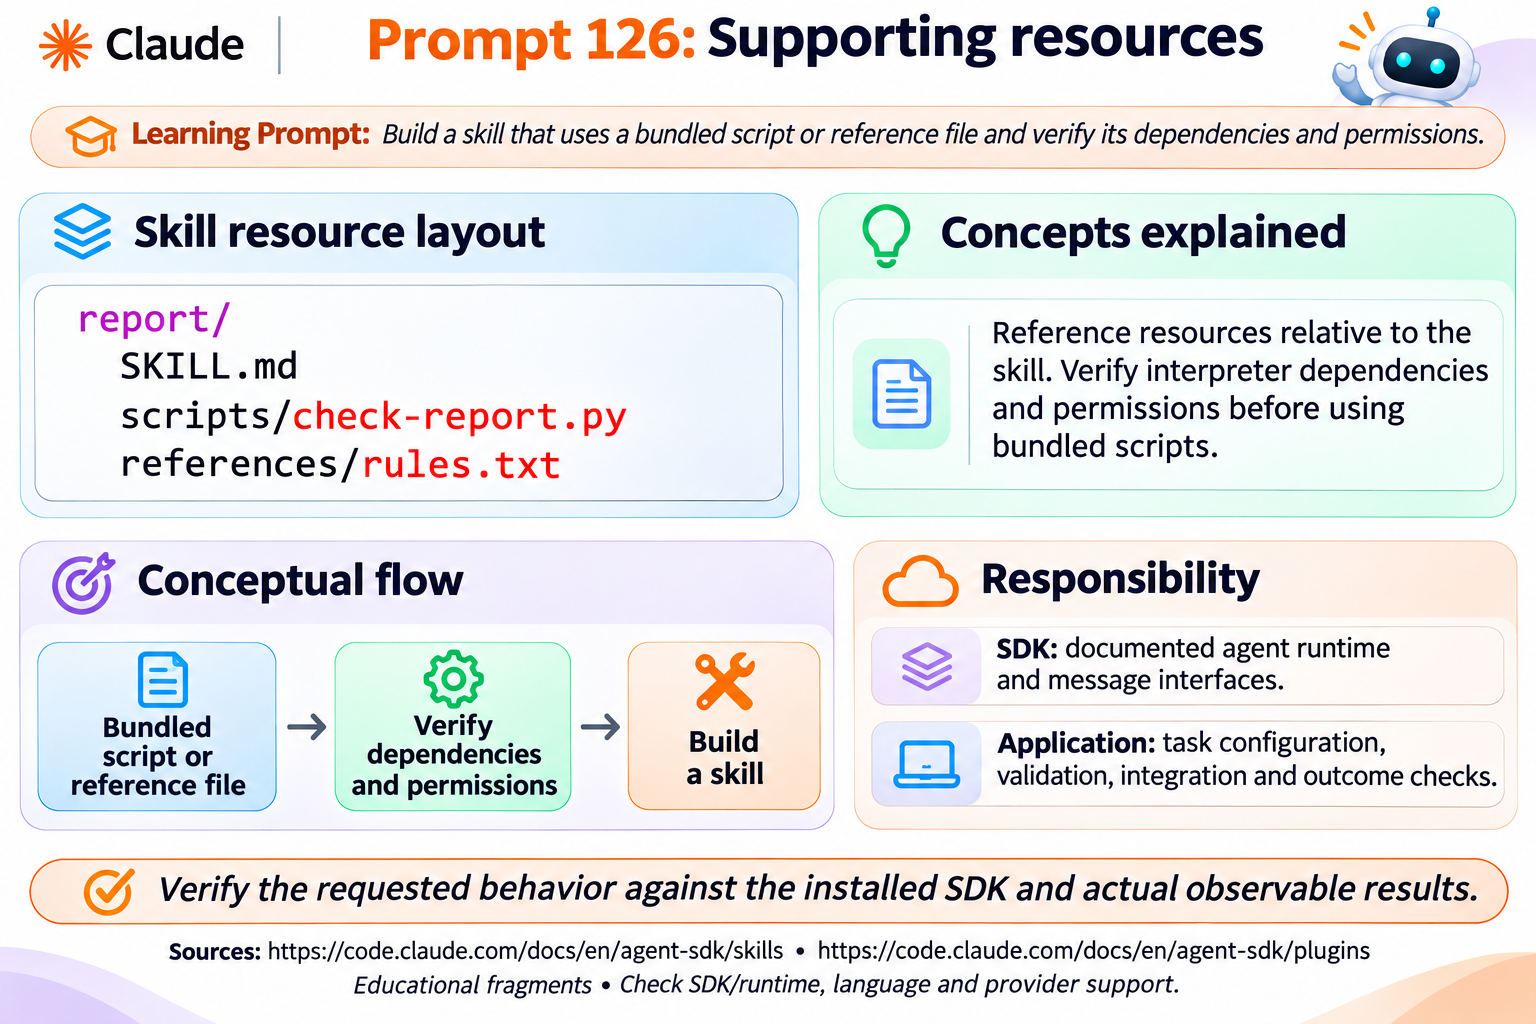 Claude
Prompt 126: Supporting resources
Learning Prompt: Build a skill that uses a bundled script or reference file and verify its dependencies and permissions.
Skill resource layout
report/
SKILL.md
scripts/check-report.py
references/rules.txt
Concepts explained
Reference resources relative to the
skill. Verify interpreter dependencies
and permissions before using
bundled scripts.
Conceptual flow
Bundled
script or
reference file
Verify
dependencies
and permissions
Build
a skill
Responsibility
SDK: documented agent runtime
and message interfaces.
Application: task configuration,
validation, integration and outcome checks.
Verify the requested behavior against the installed SDK and actual observable results.
Sources: https://code.claude.com/docs/en/agent-sdk/skills • https://code.claude.com/docs/en/agent-sdk/plugins
Educational fragments • Check SDK/runtime, language and provider support.